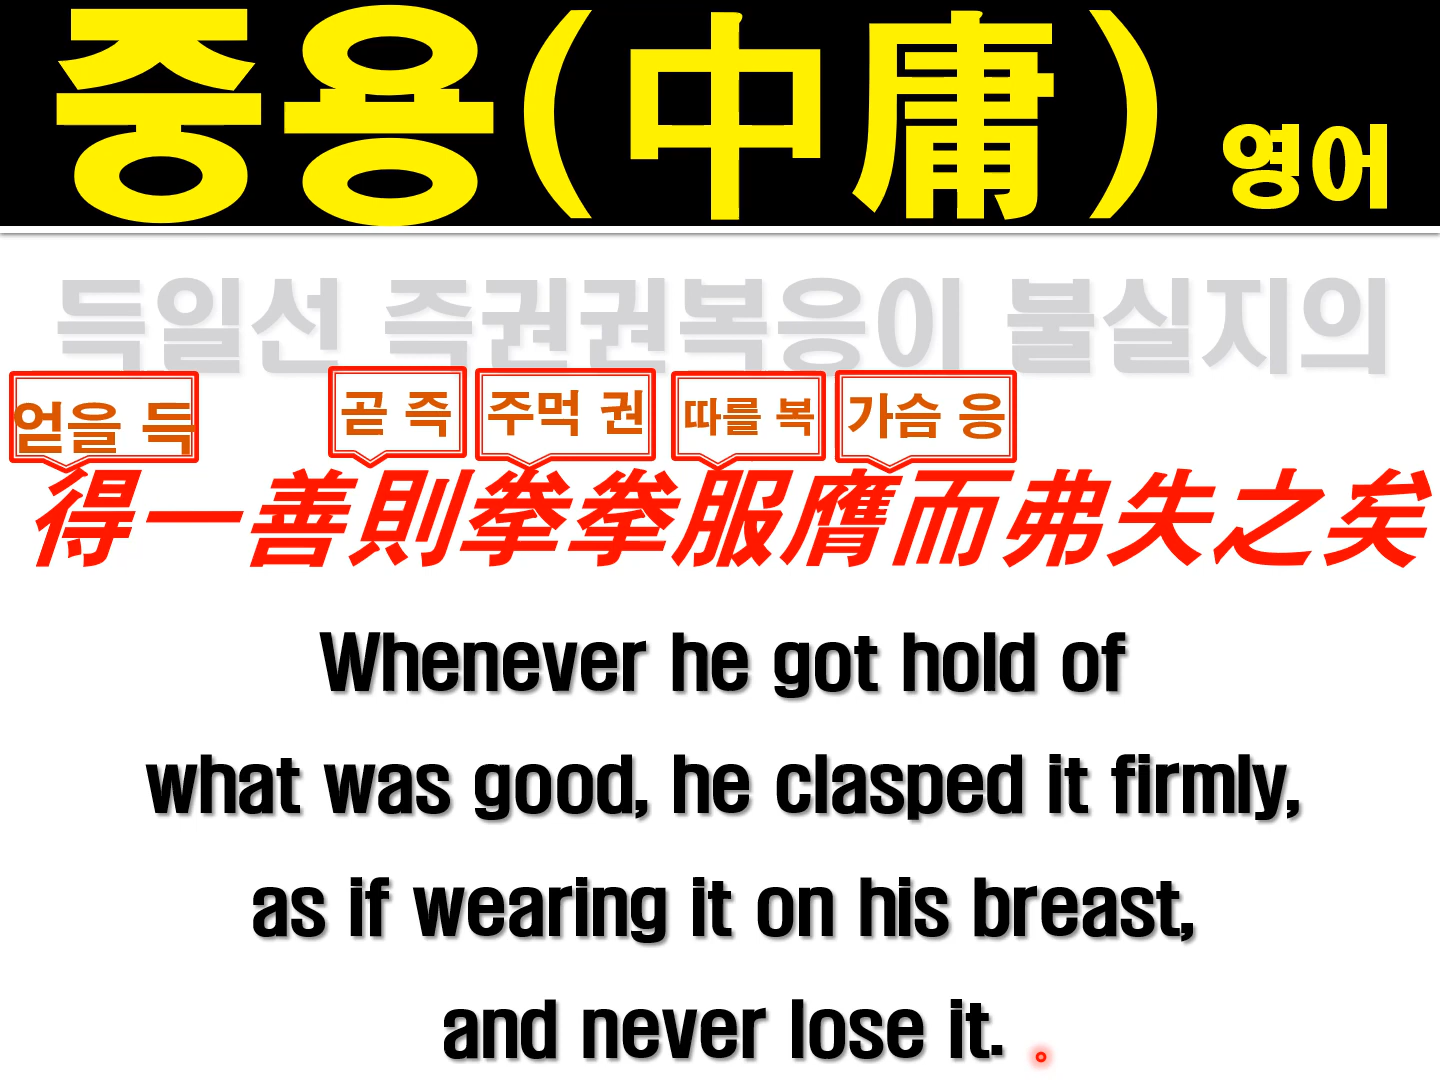 중용(中庸) 영어
득일선 즉권권복응이 불실지의
얻을 득 곧 즉 주먹 권 따를 복 가슴 응
得一善則拳拳服膺而弗失之矣
Whenever he got hold of
what was good, he clasped it firmly,
as if wearing it on his breast,
and never lose it.